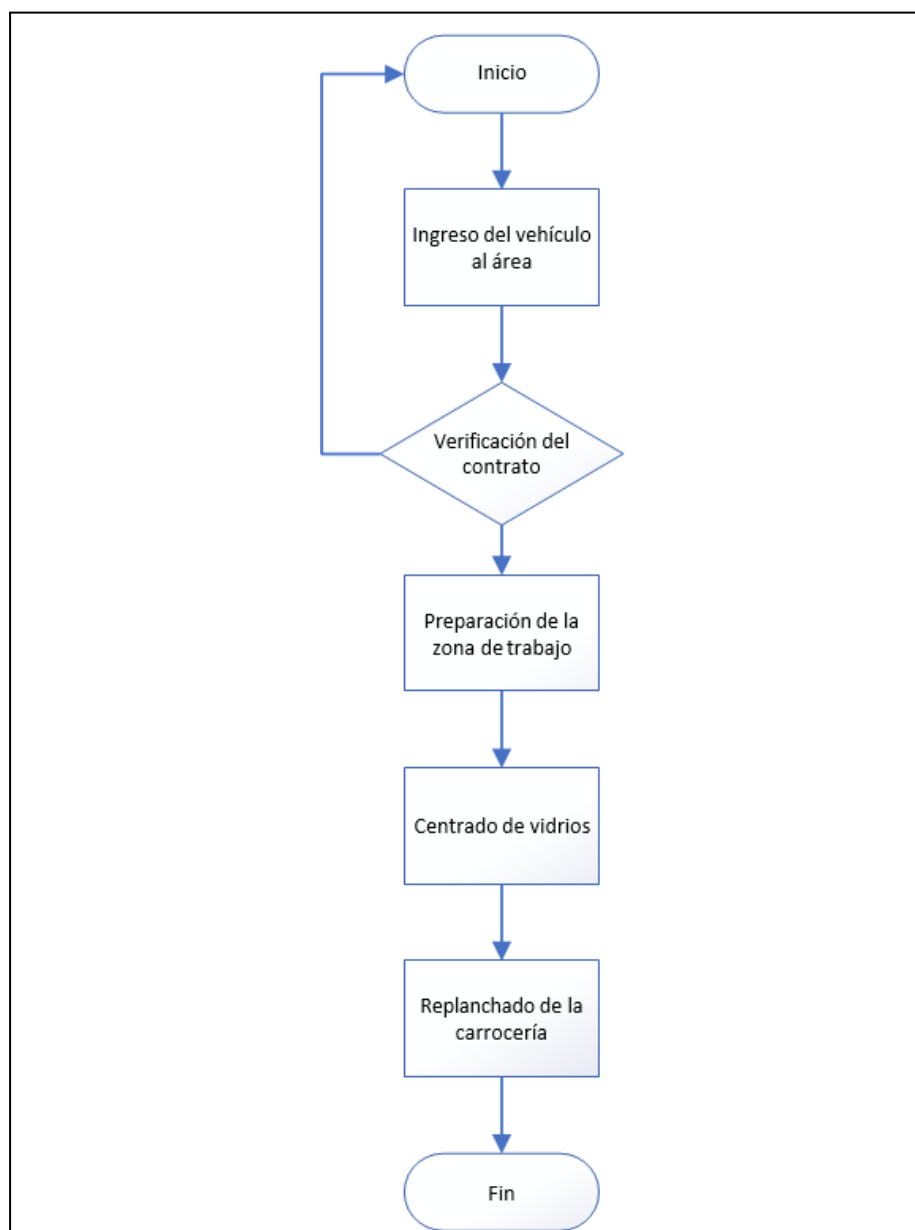 Inicio
Ingreso del vehículo
al área
Verificación del
contrato
Preparación de la
zona de trabajo
Centrado de vidrios
Replanchado de la
carrocería
Fin